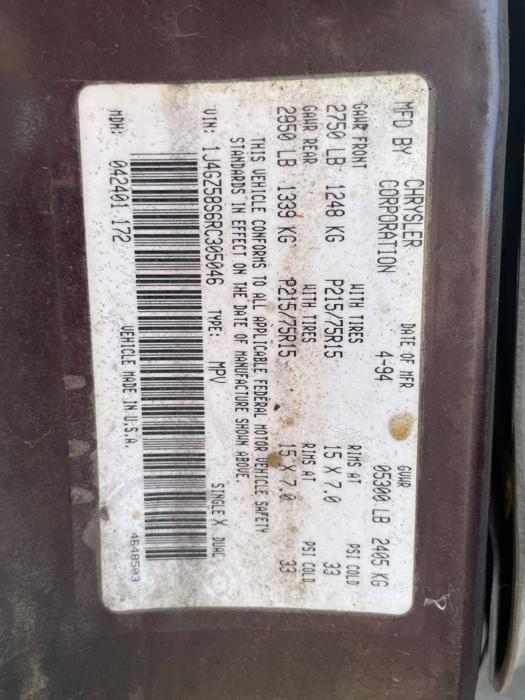 MFD BY CHRYSLER CORPORATION DATE OF MFR 4-94 GVWR 05300 LB 2405 KG
GAWR FRONT WITH TIRES RIMS AT PSI COLD
2750 LB 1248 KG P215/75R15 15 X 7.0 33
GAWR REAR WITH TIRES RIMS AT PSI COLD
2950 LB 1339 KG P215/75R15 15 X 7.0 33
THIS VEHICLE CONFORMS TO ALL APPLICABLE FEDERAL MOTOR VEHICLE SAFETY
STANDARDS IN EFFECT ON THE DATE OF MANUFACTURE SHOWN ABOVE.
VIN: 1J4GZ58S6RC305046 TYPE: MPV SINGLE X DUAL
MDH: 042401 172 VEHICLE MADE IN U.S.A. 4648503